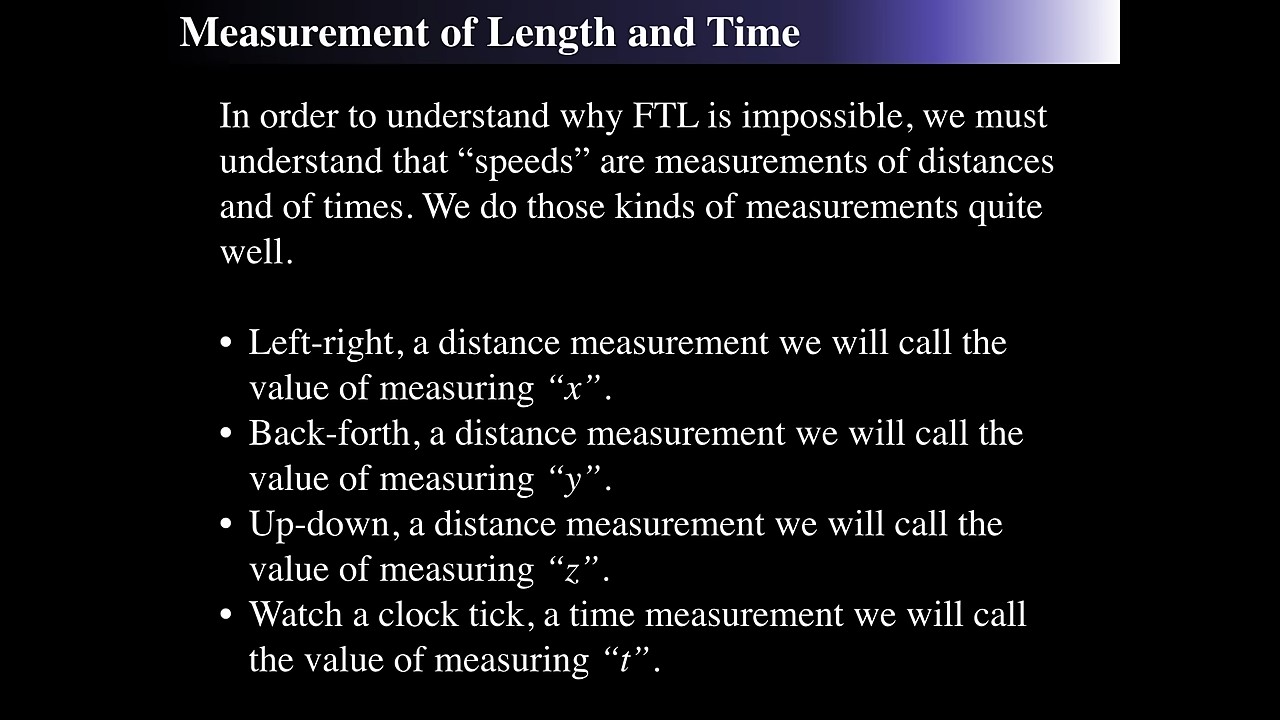 Measurement of Length and Time
In order to understand why FTL is impossible, we must
understand that “speeds” are measurements of distances
and of times. We do those kinds of measurements quite
well.
• Left-right, a distance measurement we will call the
value of measuring “x”.
• Back-forth, a distance measurement we will call the
value of measuring “y”.
• Up-down, a distance measurement we will call the
value of measuring “z”.
• Watch a clock tick, a time measurement we will call
the value of measuring “t”.